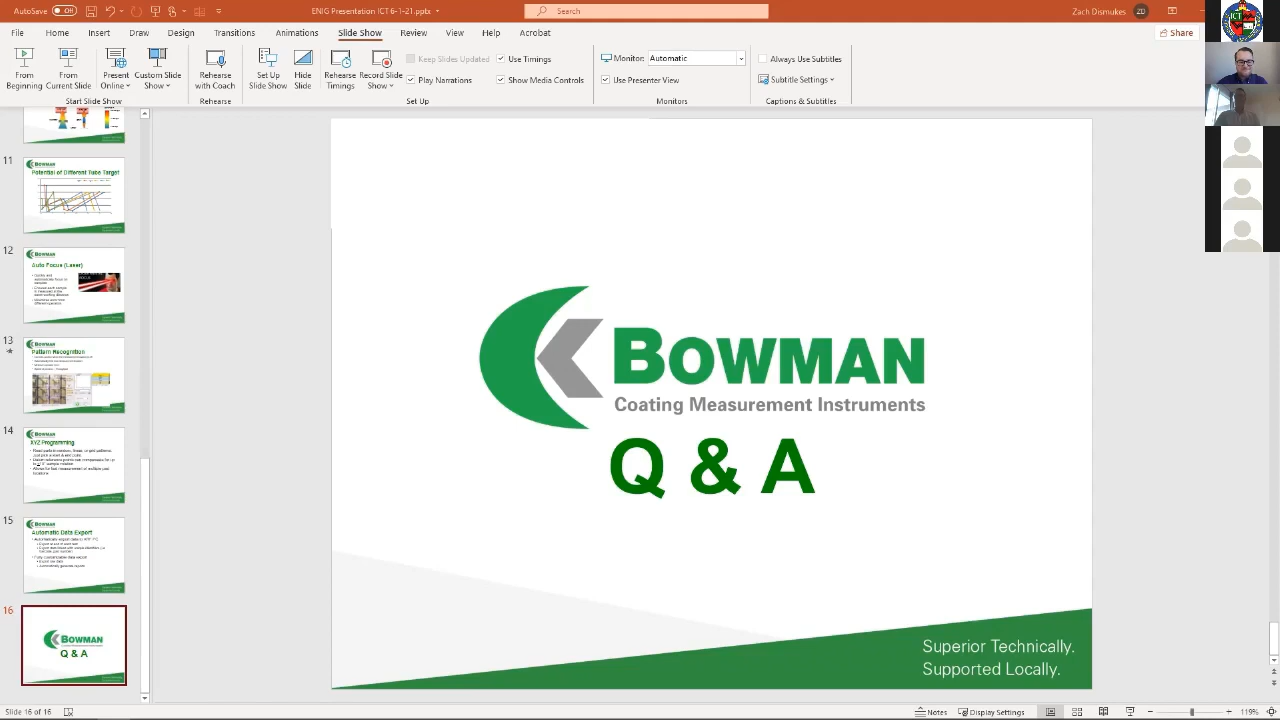 AutoSave Off ENIG Presentation ICT 6-1-21.pptx Search Zach Dismukes ZD
File Home Insert Draw Design Transitions Animations Slide Show Review View Help Acrobat Share
From Beginning
From Current Slide
Present Online
Custom Slide Show
Start Slide Show
Rehearse with Coach
Rehearse
Set Up Slide Show
Hide Slide
Rehearse Timings
Record Slide Show
Keep Slides Updated
Play Narrations
Use Timings
Show Media Controls
Set Up
Monitor: Automatic
Use Presenter View
Monitors
Always Use Subtitles
Subtitle Settings
Captions & Subtitles
ICT
11
BOWMAN
Potential of Different Tube Target
12
BOWMAN
Auto Focus (Laser)
13
BOWMAN
Pattern Recognition
14
BOWMAN
XYZ Programming
15
BOWMAN
Automatic Data Export
16
BOWMAN
Q & A
BOWMAN
Coating Measurement Instruments
Q & A
Superior Technically.
Supported Locally.
Slide 16 of 16 Notes Display Settings 119%